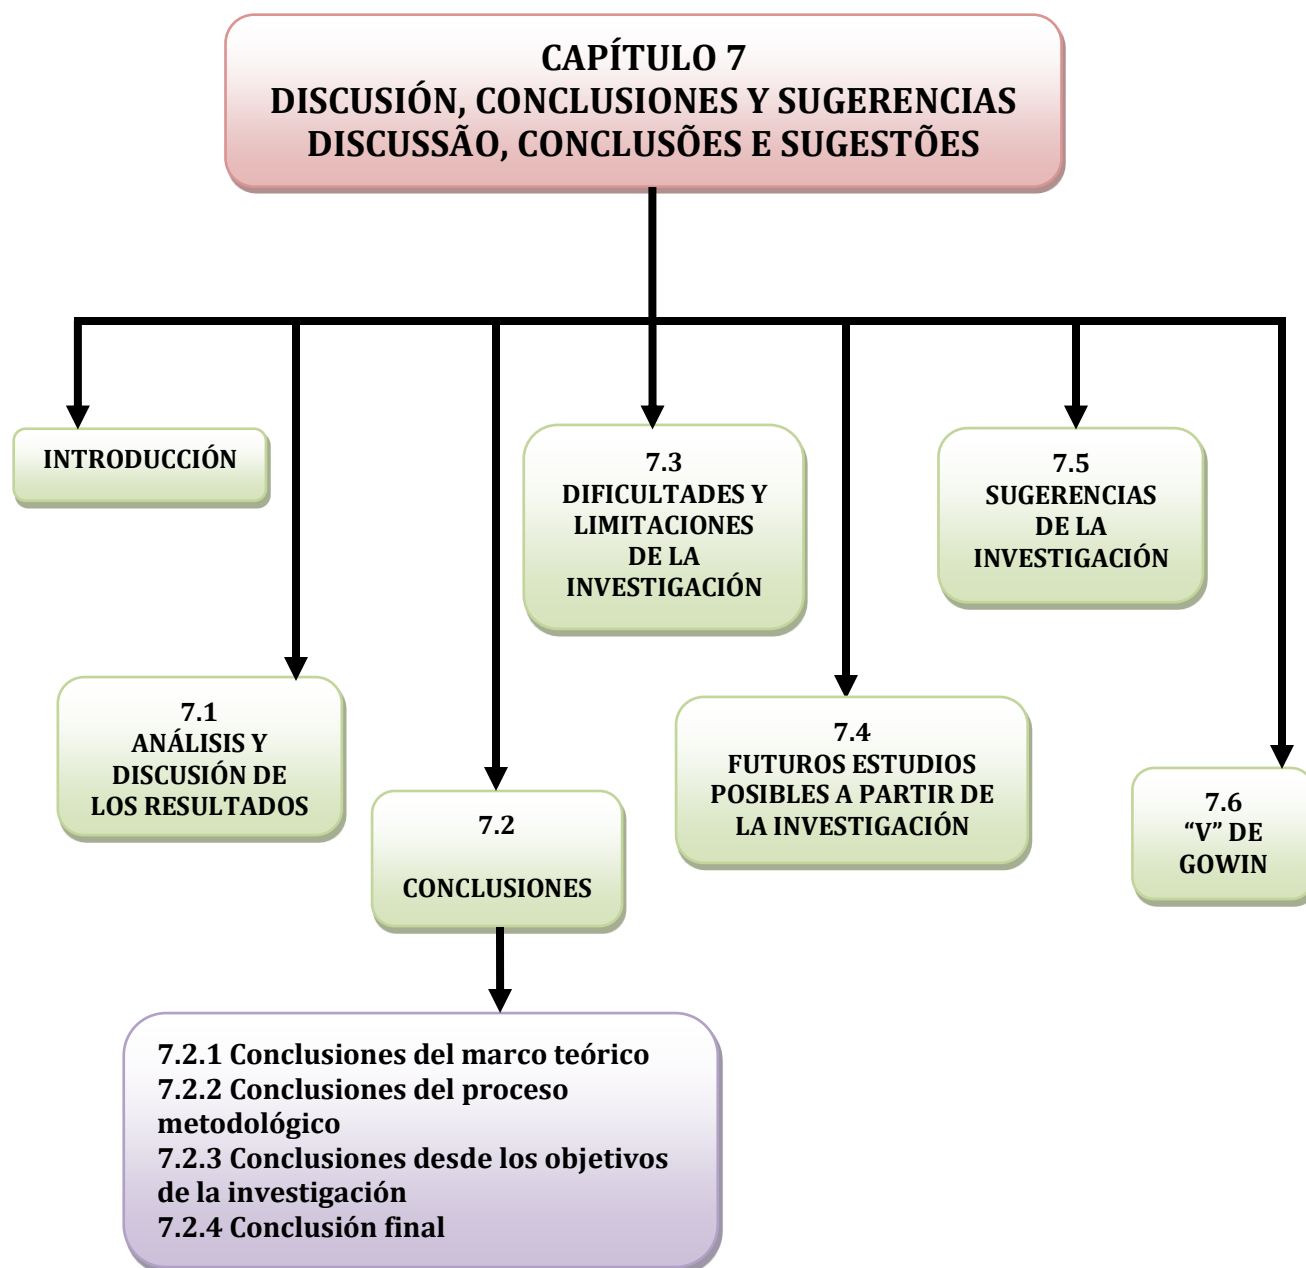 CAPÍTULO 7
DISCUSIÓN, CONCLUSIONES Y SUGERENCIAS
DISCUSSÃO, CONCLUSÕES E SUGESTÕES
INTRODUCCIÓN
7.1
ANÁLISIS Y
DISCUSIÓN DE
LOS RESULTADOS
7.2
CONCLUSIONES
7.2.1 Conclusiones del marco teórico
7.2.2 Conclusiones del proceso
metodológico
7.2.3 Conclusiones desde los objetivos
de la investigación
7.2.4 Conclusión final
7.3
DIFICULTADES Y
LIMITACIONES
DE LA
INVESTIGACIÓN
7.4
FUTUROS ESTUDIOS
POSIBLES A PARTIR DE
LA INVESTIGACIÓN
7.5
SUGERENCIAS
DE LA
INVESTIGACIÓN
7.6
“V” DE
GOWIN